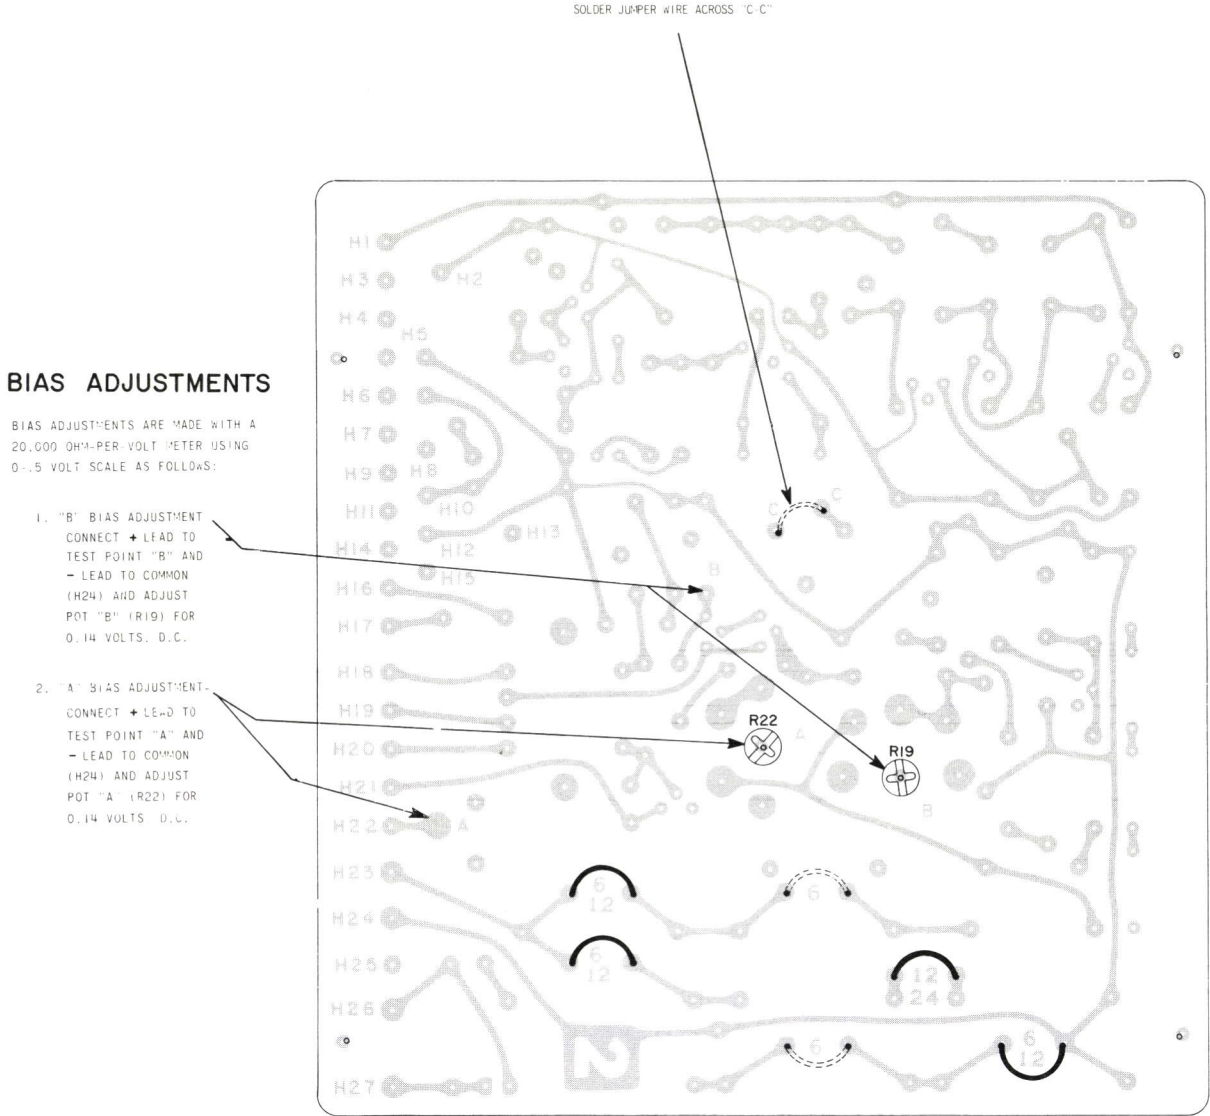 SOLDER JUMPER WIRE ACROSS "C-C"
BIAS ADJUSTMENTS
BIAS ADJUSTMENTS ARE MADE WITH A
20,000 OHM-PER-VOLT METER USING
0-.5 VOLT SCALE AS FOLLOWS:
1. "B" BIAS ADJUSTMENT
CONNECT + LEAD TO
TEST POINT "B" AND
- LEAD TO COMMON
(H24) AND ADJUST
POT "B" (R19) FOR
0.14 VOLTS. D.C.
2. "A" BIAS ADJUSTMENT-
CONNECT + LEAD TO
TEST POINT "A" AND
- LEAD TO COMMON
(H24) AND ADJUST
POT "A" (R22) FOR
0.14 VOLTS D.C.
H1
H3
H2
H4
H5
H6
H7
H9
H8
H11
H10
H14
H12
H13
H16
H15
H17
H18
H19
H20
H21
H22
A
H23
H24
H25
H26
H27
C
C
B
R22
A
R19
B
6
12
6
6
12
12
24
6
6
12
2